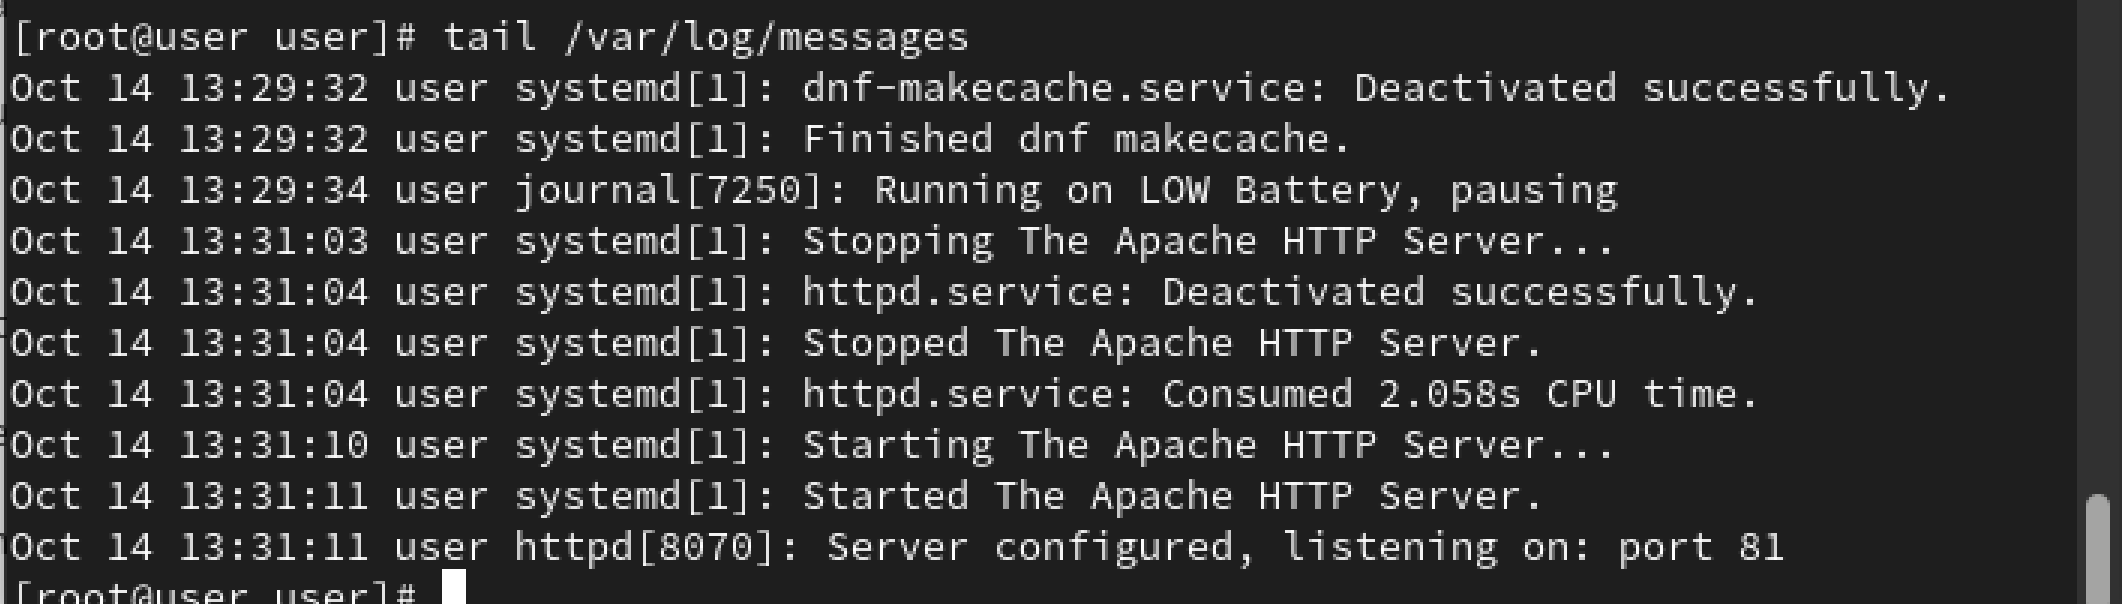 [root@user user]# tail /var/log/messages
Oct 14 13:29:32 user systemd[1]: dnf-makecache.service: Deactivated successfully.
Oct 14 13:29:32 user systemd[1]: Finished dnf makecache.
Oct 14 13:29:34 user journal[7250]: Running on LOW Battery, pausing
Oct 14 13:31:03 user systemd[1]: Stopping The Apache HTTP Server...
Oct 14 13:31:04 user systemd[1]: httpd.service: Deactivated successfully.
Oct 14 13:31:04 user systemd[1]: Stopped The Apache HTTP Server.
Oct 14 13:31:04 user systemd[1]: httpd.service: Consumed 2.058s CPU time.
Oct 14 13:31:10 user systemd[1]: Starting The Apache HTTP Server...
Oct 14 13:31:11 user systemd[1]: Started The Apache HTTP Server.
Oct 14 13:31:11 user httpd[8070]: Server configured, listening on: port 81
[root@user user]#